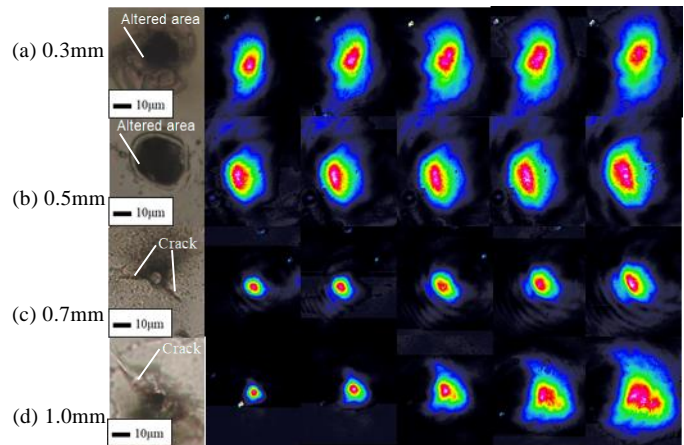 Altered area
(a) 0.3mm
10μm
Altered area
(b) 0.5mm
10μm
Crack
(c) 0.7mm
10μm
Crack
(d) 1.0mm
10μm